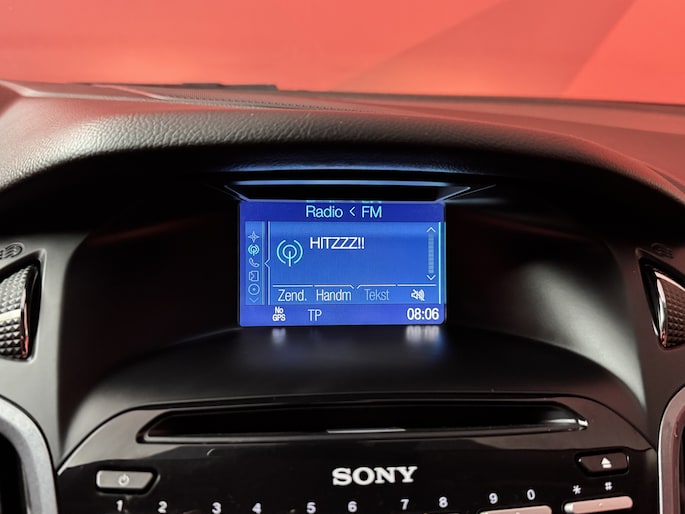 Radio < FM
HITZZZ!!
Zend. Handm Tekst
No
GPS
TP 08:06
SONY
1 2 3 4 5 6 7 8 9 0 * #